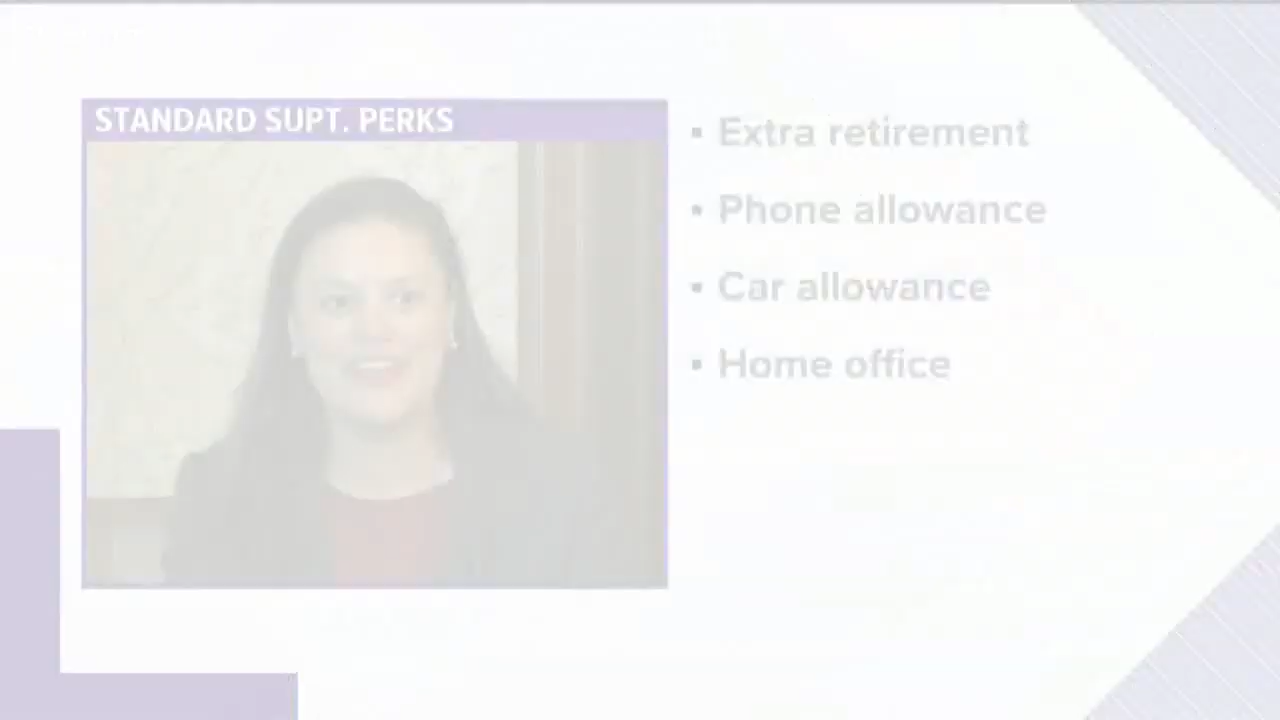 STANDARD SUPT. PERKS
▪ Extra retirement
▪ Phone allowance
▪ Car allowance
▪ Home office